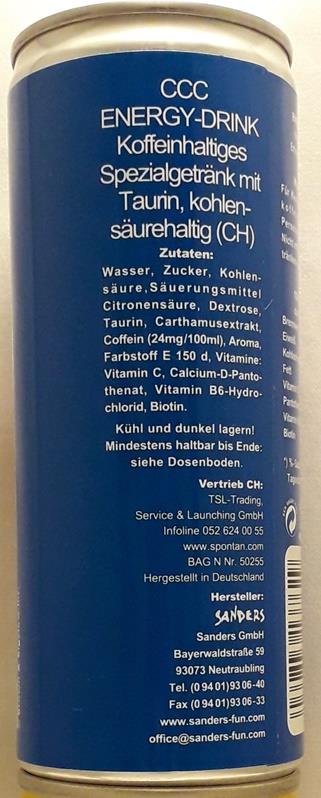 CCC
ENERGY-DRINK
Koffeinhaltiges
Spezialgetränk mit
Taurin, kohlen-
säurehaltig (CH)
Zutaten:
Wasser, Zucker, Kohlen-
säure,Säuerungsmittel
Citronensäure, Dextrose,
Taurin, Carthamusextrakt,
Coffein (24mg/100ml), Aroma,
Farbstoff E 150 d, Vitamine:
Vitamin C, Calcium-D-Panto-
thenat, Vitamin B6-Hydro-
chlorid, Biotin.
Kühl und dunkel lagern!
Mindestens haltbar bis Ende:
siehe Dosenboden.
Vertrieb CH:
TSL-Trading,
Service & Launching GmbH
Infoline 052 624 00 55
www.spontan.com
BAG N Nr. 50255
Hergestellt in Deutschland
Hersteller:
SANDERS
Sanders GmbH
Bayerwaldstraße 59
93073 Neutraubling
Tel. (0 94 01) 93 06-40
Fax (0 94 01) 93 06-33
www.sanders-fun.com
office@sanders-fun.com